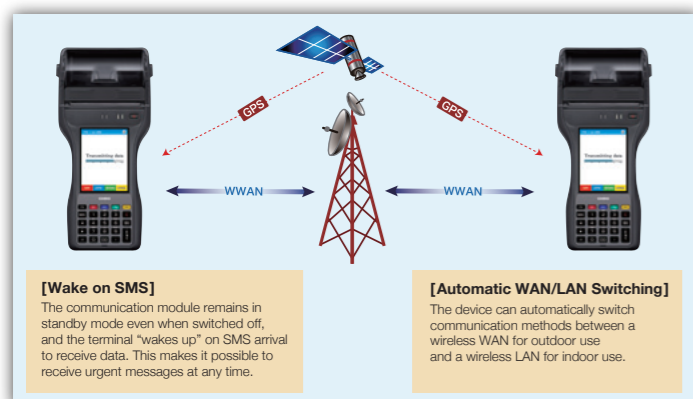 GPS
GPS
WWAN
WWAN
[Wake on SMS]
The communication module remains in
standby mode even when switched off,
and the terminal “wakes up” on SMS arrival
to receive data. This makes it possible to
receive urgent messages at any time.
[Automatic WAN/LAN Switching]
The device can automatically switch
communication methods between a
wireless WAN for outdoor use
and a wireless LAN for indoor use.